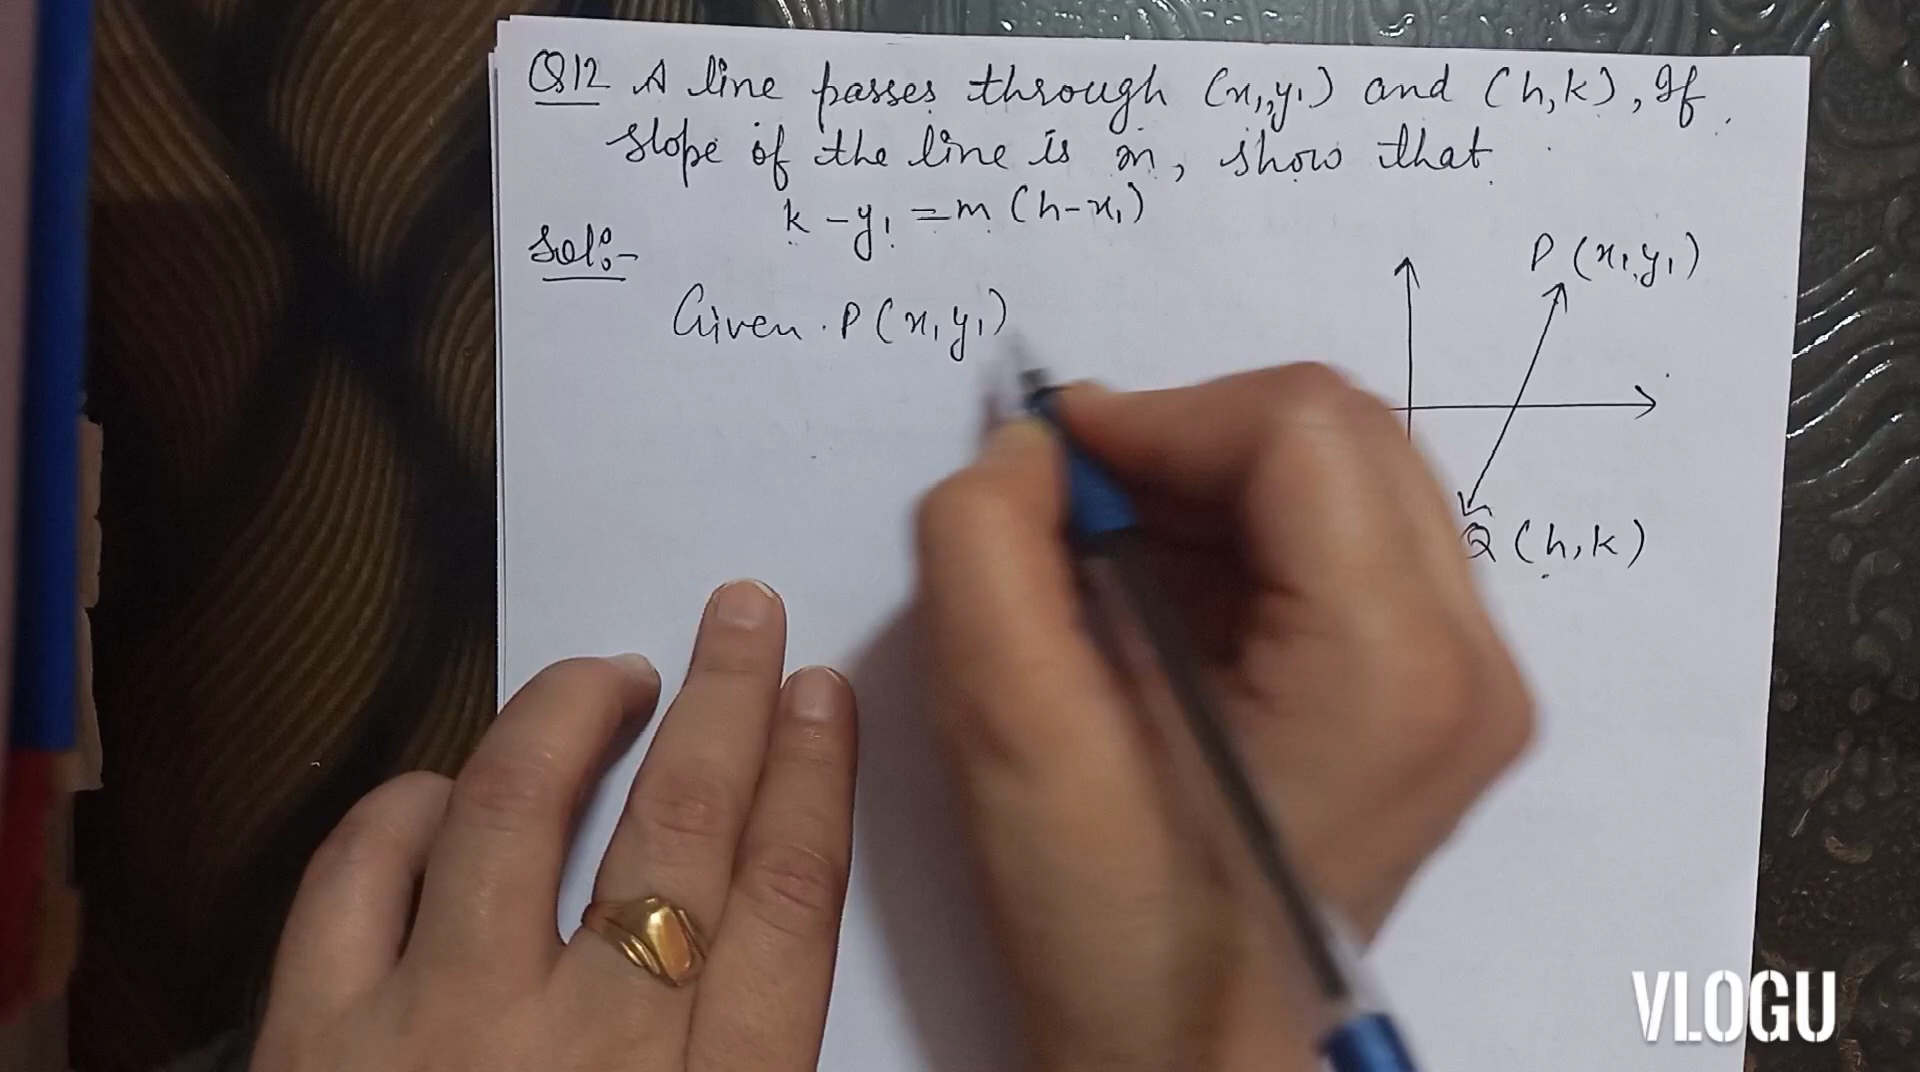 Q12 A line passes through (x₁,y₁) and (h,k), If
slope of the line is m, show that
k-y₁=m(h-x₁)
Sol:-
Given. P(x₁ y₁)
P(x₁,y₁)
Q(h,k)
VLOGU